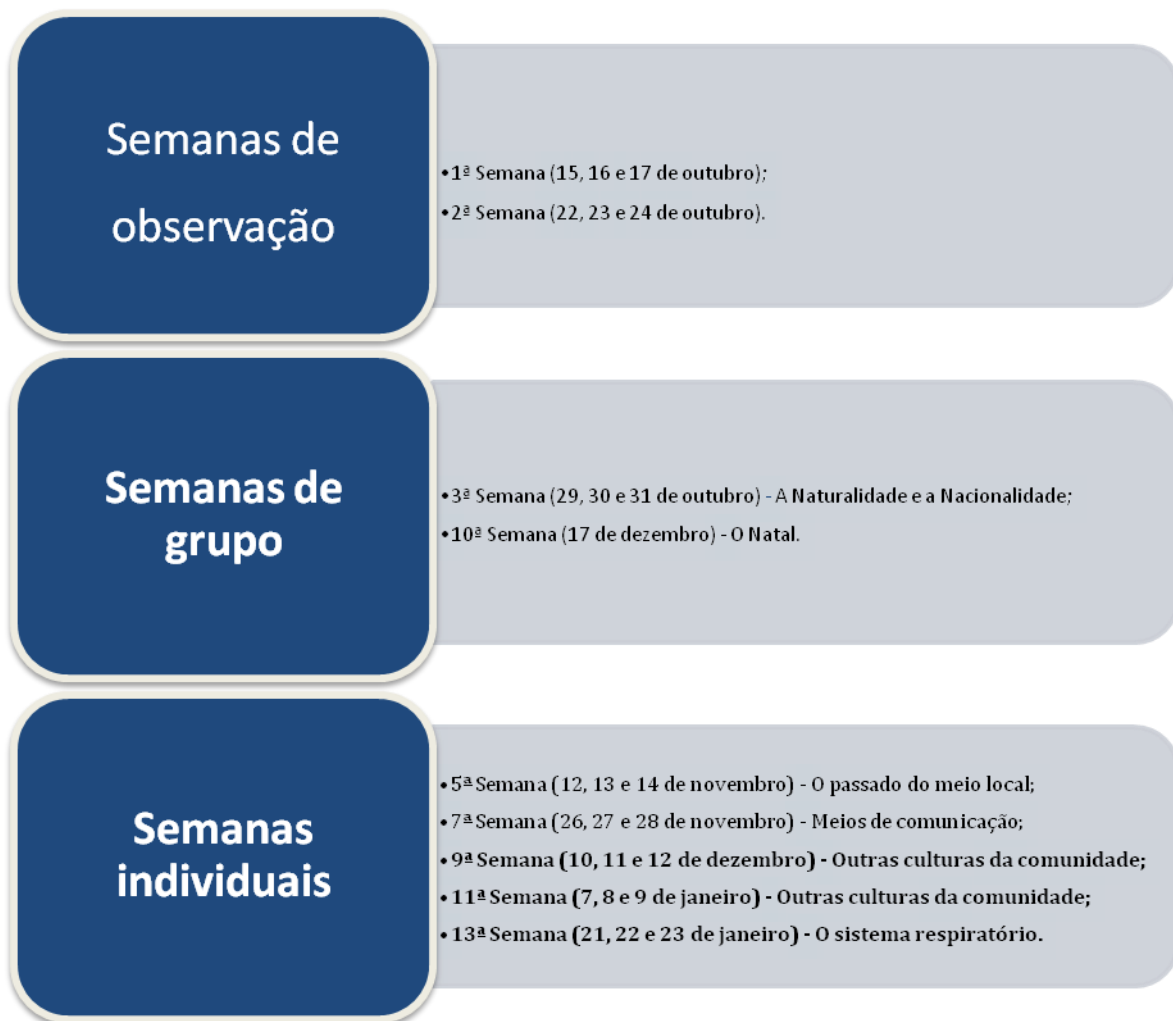 Semanas de
observação
•1ª Semana (15, 16 e 17 de outubro);
•2ª Semana (22, 23 e 24 de outubro).
Semanas de
grupo
•3ª Semana (29, 30 e 31 de outubro) - A Naturalidade e a Nacionalidade;
•10ª Semana (17 de dezembro) - O Natal.
Semanas
individuais
•5ª Semana (12, 13 e 14 de novembro) - O passado do meio local;
•7ª Semana (26, 27 e 28 de novembro) - Meios de comunicação;
•9ª Semana (10, 11 e 12 de dezembro) - Outras culturas da comunidade;
•11ª Semana (7, 8 e 9 de janeiro) - Outras culturas da comunidade;
•13ª Semana (21, 22 e 23 de janeiro) - O sistema respiratório.